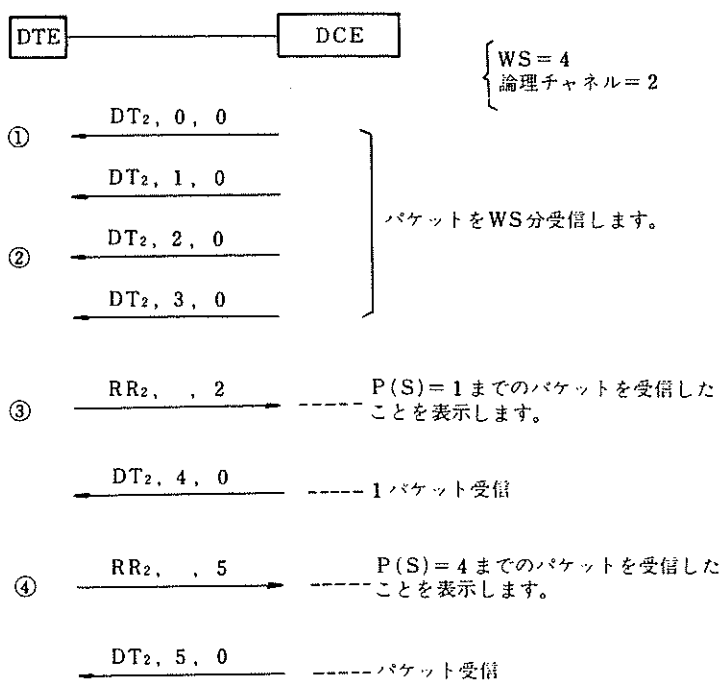 DTE
DCE
WS=4
論理チャネル=2
① DT2, 0, 0
DT2, 1, 0
パケットをWS分受信します。
② DT2, 2, 0
DT2, 3, 0
③ RR2, , 2 ----- P(S)=1までのパケットを受信した
ことを表示します。
DT2, 4, 0 ----- 1パケット受信
④ RR2, , 5 ----- P(S)=4までのパケットを受信した
ことを表示します。
DT2, 5, 0 ----- パケット受信